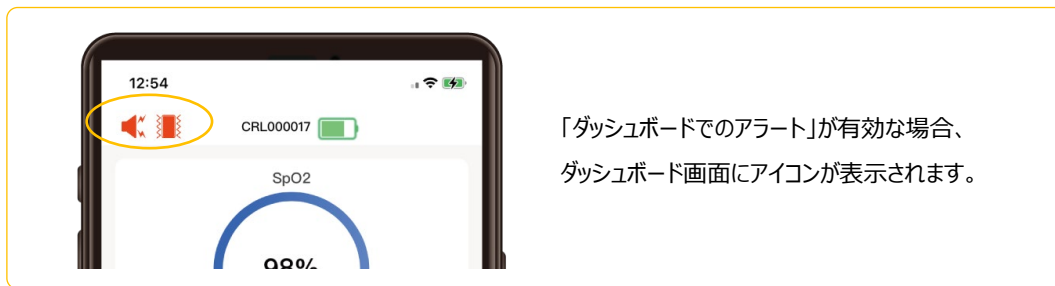 12:54
CRL000017
SpO2
98%
「ダッシュボードでのアラート」が有効な場合、
ダッシュボード画面にアイコンが表示されます。